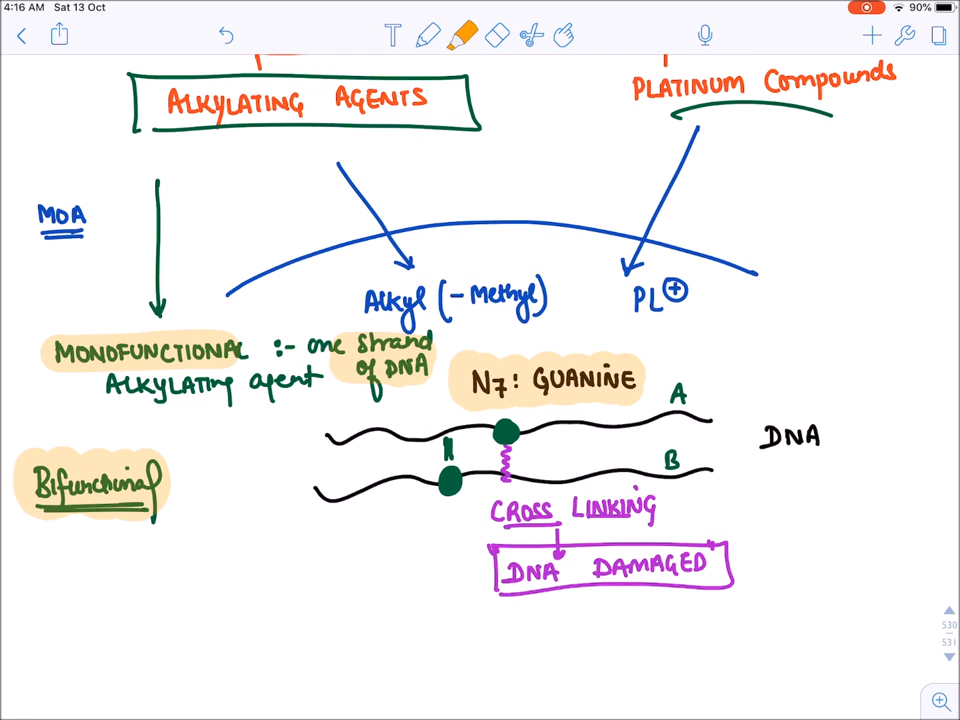 4:16 AM Sat 13 Oct
90%
T
ALKYLATING AGENTS
PLATINUM Compounds
MOA
Alkyl (- Methyl)
PL+
MONOFUNCTIONAL :- one strand
of DNA
ALKYLATING agent
N7: GUANINE
A
DNA
B
Bifunctional
CROSS LINKING
DNA DAMAGED
530
531